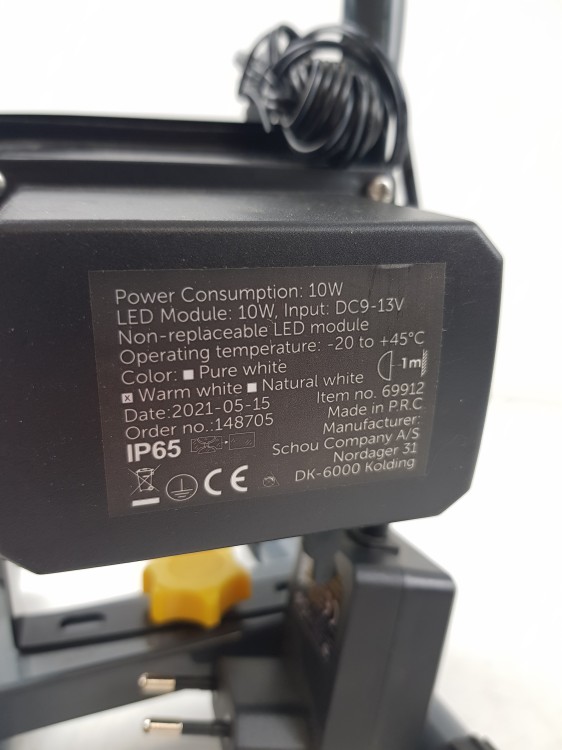 Power Consumption: 10W
LED Module: 10W, Input: DC9-13V
Non-replaceable LED module
Operating temperature: -20 to +45°C
Color: ■ Pure white
☒ Warm white ■ Natural white
1m
Date:2021-05-15
Order no.:148705
IP65
Item no. 69912
Made in P.R.C
Manufacturer:
Schou Company A/S
Nordager 31
DK-6000 Kolding
CE